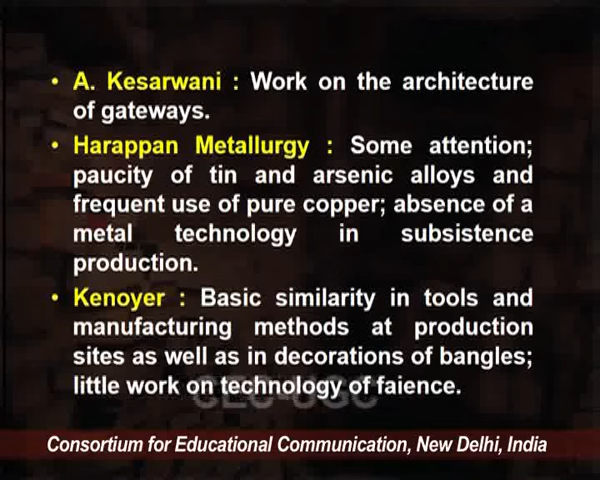 • A. Kesarwani : Work on the architecture
of gateways.
• Harappan Metallurgy : Some attention;
paucity of tin and arsenic alloys and
frequent use of pure copper; absence of a
metal technology in subsistence
production.
• Kenoyer : Basic similarity in tools and
manufacturing methods at production
sites as well as in decorations of bangles;
little work on technology of faience.
CEC-UGC
Consortium for Educational Communication, New Delhi, India